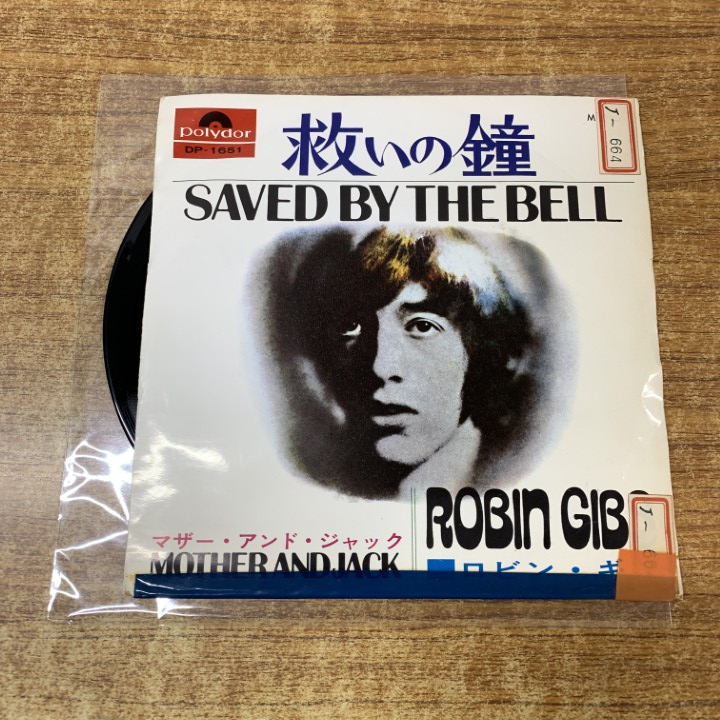 polydor
DP-1651
救いの鐘
M
J-664
SAVED BY THE BELL
マザー・アンド・ジャック
MOTHER AND JACK
ROBIN GIB
ロビン・ギ